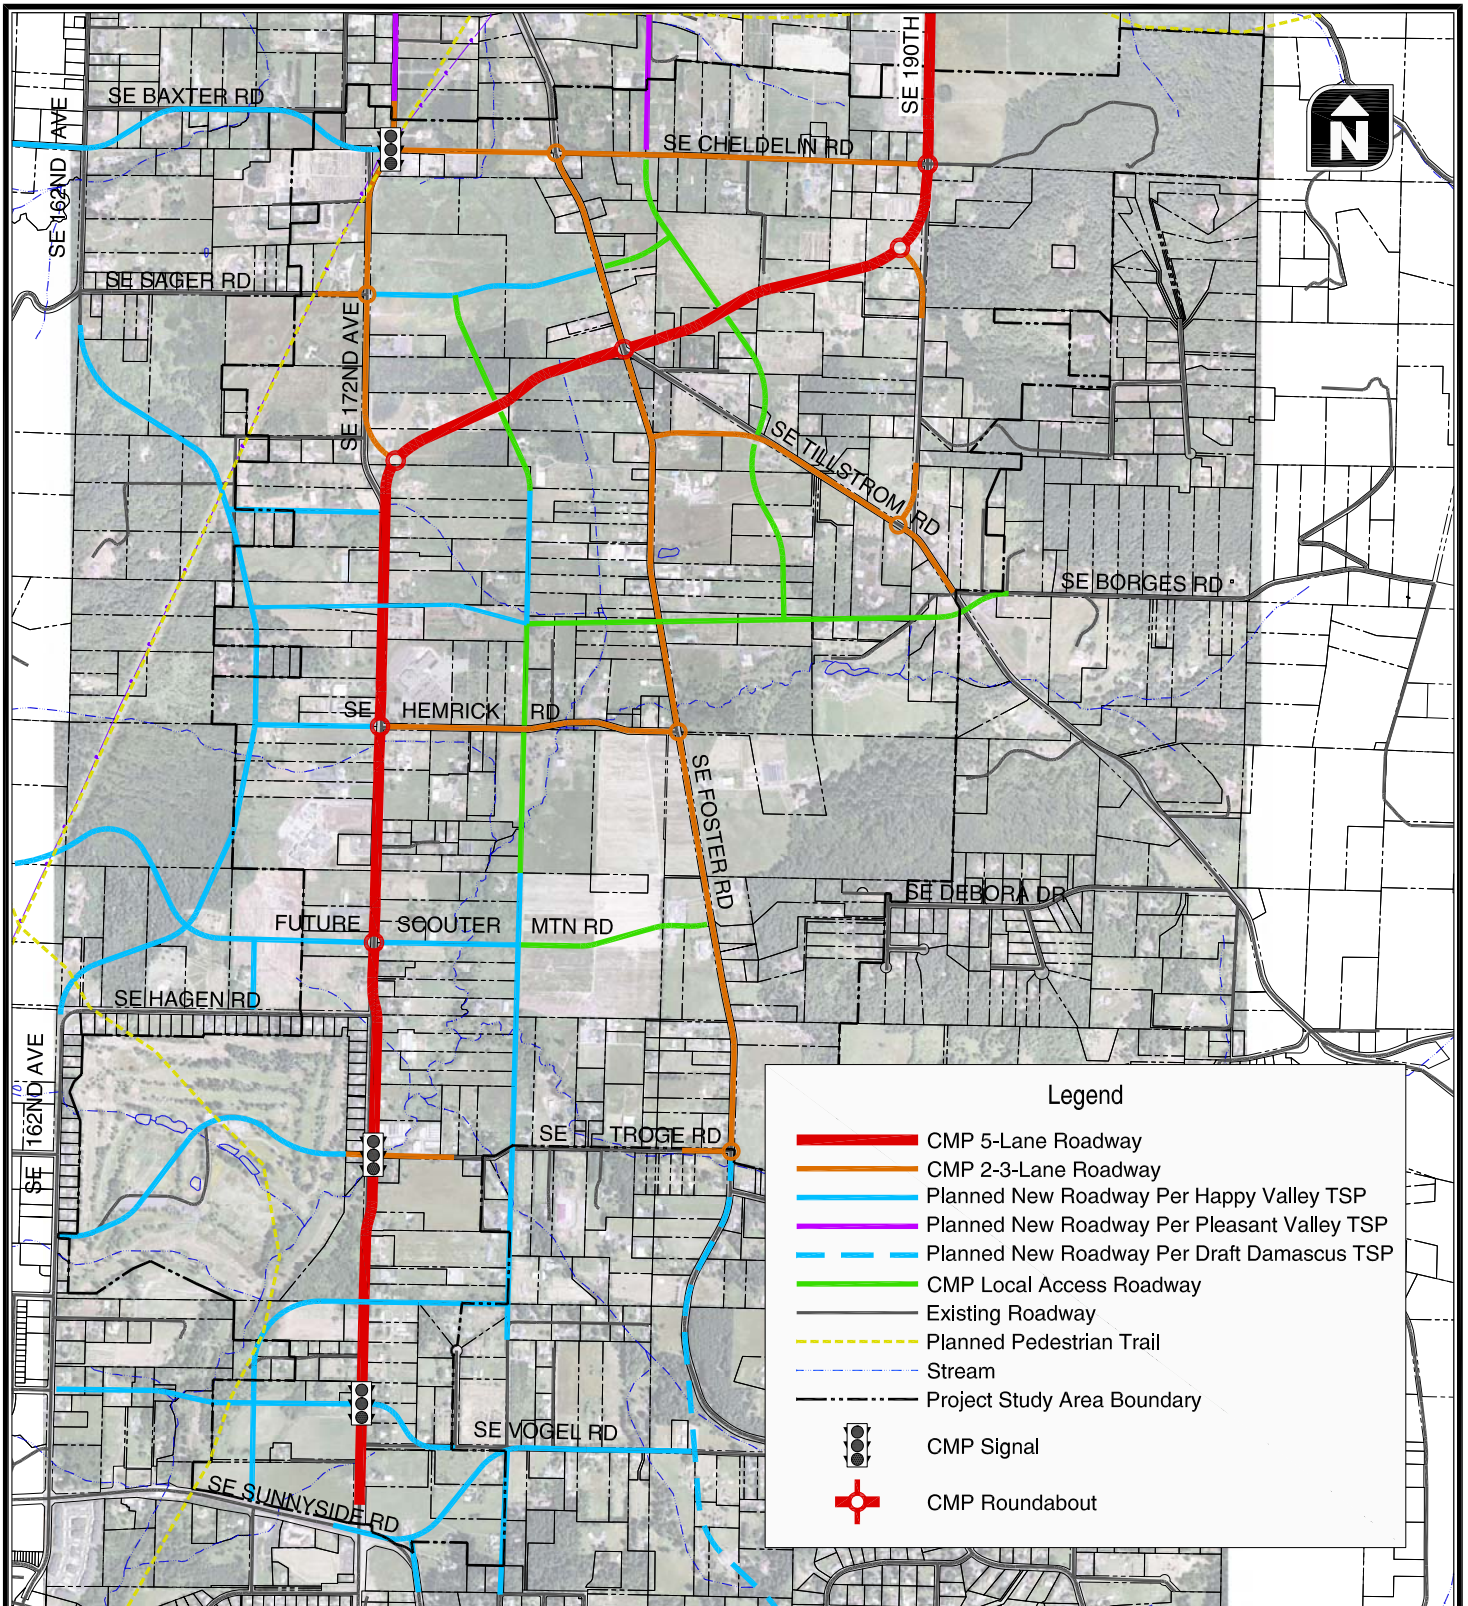 SE 190TH
SE BAXTER RD
SE 162ND AVE
SE CHELDELIN RD
N
SE SAGER RD
SE 172ND AVE
SE TILLSTROM RD
SE BORGES RD
SE HEMRICK RD
SE FOSTER RD
SE DEBORA DR
FUTURE SCOUTER MTN RD
SE HAGEN RD
SE 162ND AVE
SE TROGE RD
SE VOGEL RD
SE SUNNYSIDE RD
Legend
CMP 5-Lane Roadway
CMP 2-3-Lane Roadway
Planned New Roadway Per Happy Valley TSP
Planned New Roadway Per Pleasant Valley TSP
Planned New Roadway Per Draft Damascus TSP
CMP Local Access Roadway
Existing Roadway
Planned Pedestrian Trail
Stream
Project Study Area Boundary
CMP Signal
CMP Roundabout